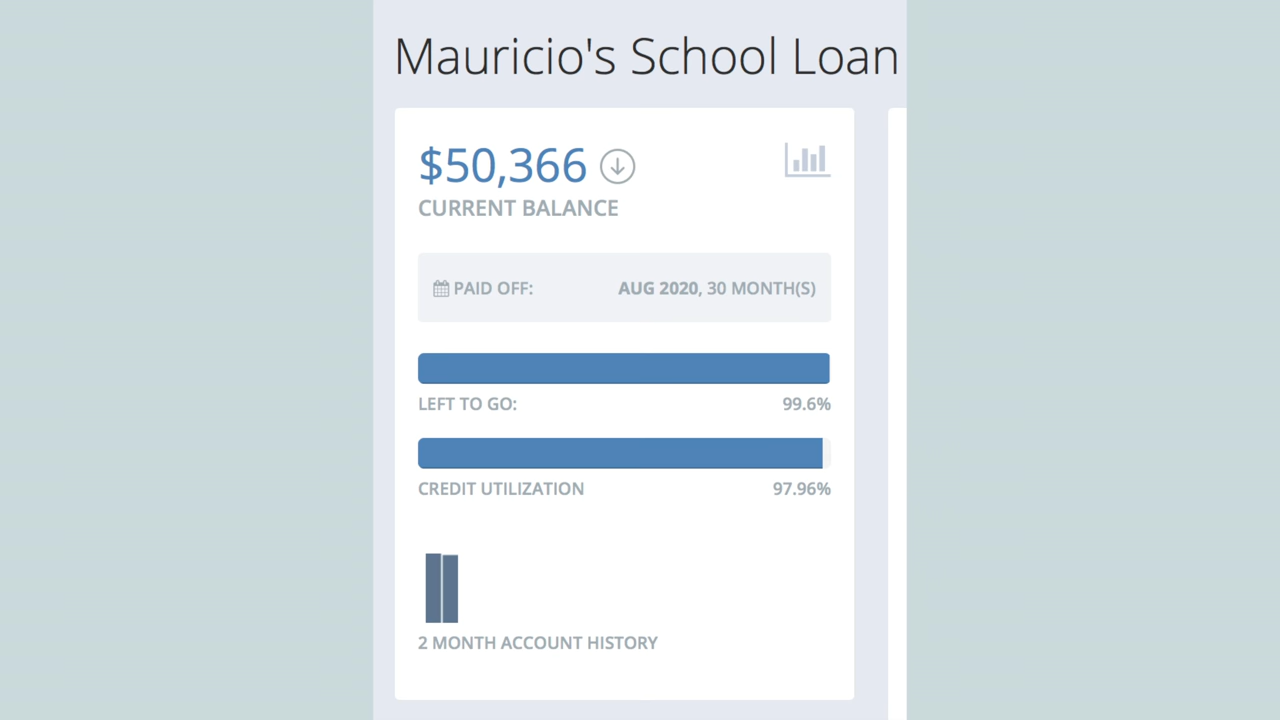 Mauricio's School Loan
$50,366
CURRENT BALANCE
PAID OFF: AUG 2020, 30 MONTH(S)
LEFT TO GO: 99.6%
CREDIT UTILIZATION 97.96%
2 MONTH ACCOUNT HISTORY